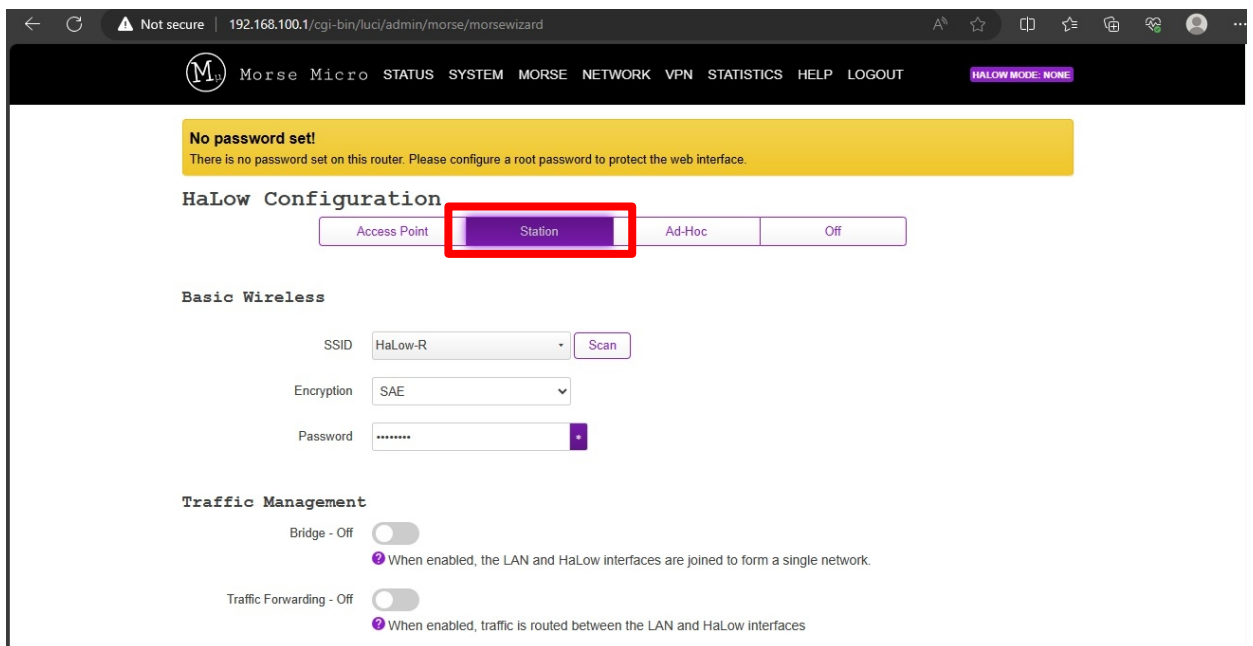 Not secure | 192.168.100.1/cgi-bin/luci/admin/morse/morsewizard
Mμ Morse Micro STATUS SYSTEM MORSE NETWORK VPN STATISTICS HELP LOGOUT HALOW MODE: NONE
No password set!
There is no password set on this router. Please configure a root password to protect the web interface.
HaLow Configuration
Access Point Station Ad-Hoc Off
Basic Wireless
SSID HaLow-R Scan
Encryption SAE
Password •••••••• *
Traffic Management
Bridge - Off
? When enabled, the LAN and HaLow interfaces are joined to form a single network.
Traffic Forwarding - Off
? When enabled, traffic is routed between the LAN and HaLow interfaces